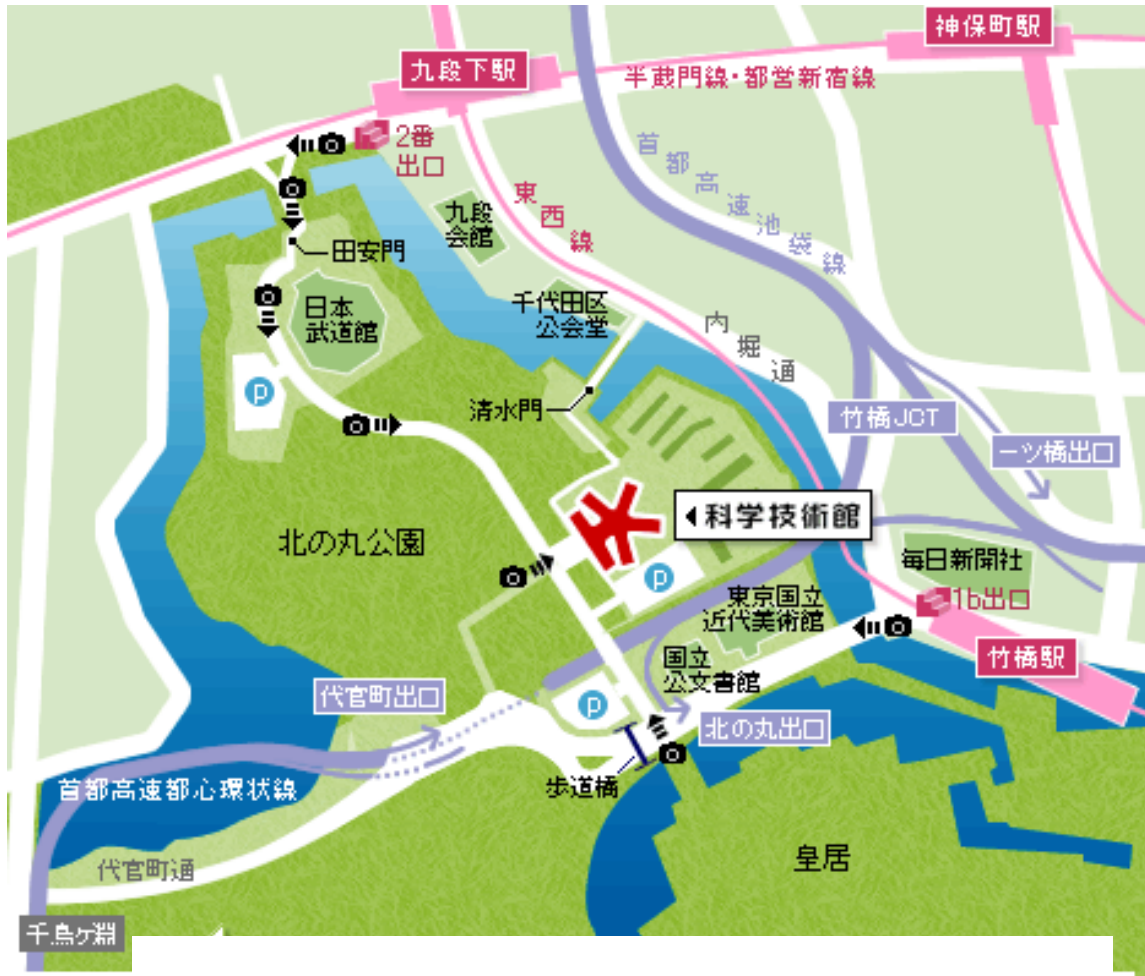 神保町駅
九段下駅
半蔵門線・都営新宿線
2番
出口
首都高速池袋線
東西線
九段
会館
田安門
日本
武道館
千代田区
公会堂
内堀通
P
清水門
竹橋JCT
一ツ橋出口
科学技術館
北の丸公園
毎日新聞社
P
東京国立
近代美術館
1b出口
竹橋駅
国立
公文書館
代官町出口
P
北の丸出口
歩道橋
首都高速都心環状線
代官町通
皇居
千鳥ケ淵